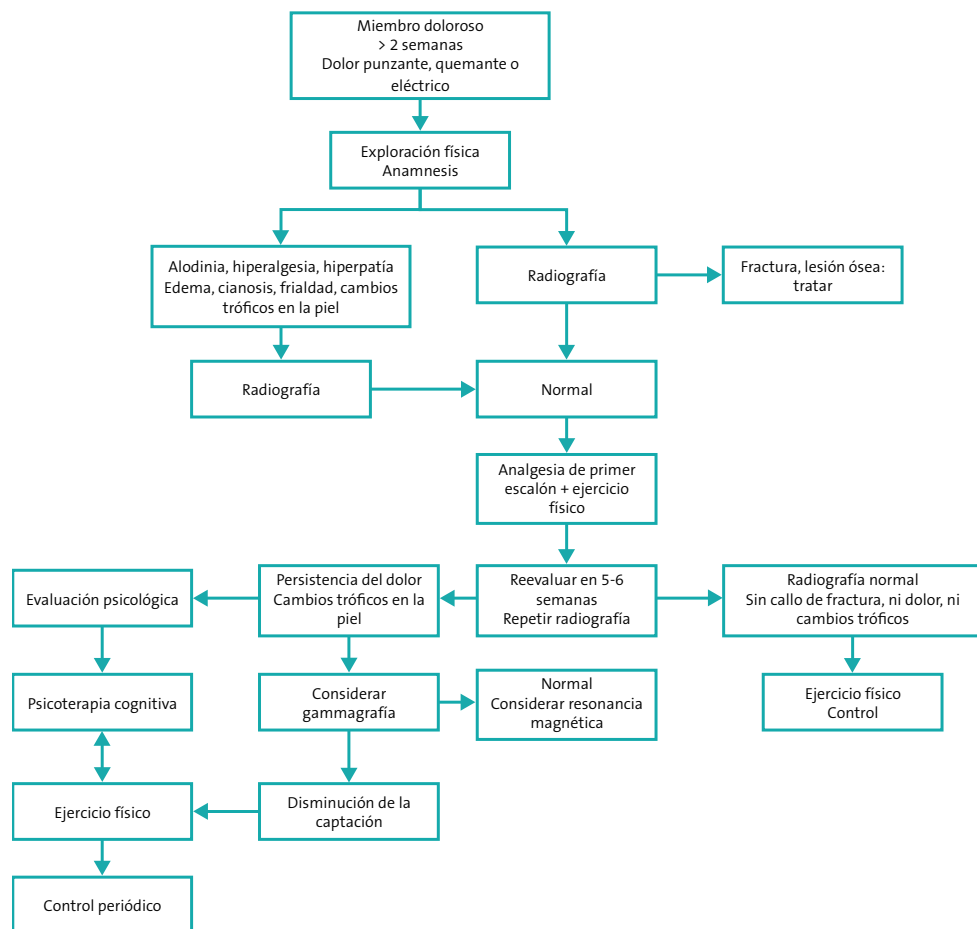 Miembro doloroso
> 2 semanas
Dolor punzante, quemante o
eléctrico
Exploración física
Anamnesis
Alodinia, hiperalgesia, hiperpatía
Edema, cianosis, frialdad, cambios
tróficos en la piel
Radiografía
Fractura, lesión ósea:
tratar
Radiografía
Normal
Analgesia de primer
escalón + ejercicio
físico
Evaluación psicológica
Persistencia del dolor
Cambios tróficos en la
piel
Reevaluar en 5-6
semanas
Repetir radiografía
Radiografía normal
Sin callo de fractura, ni dolor, ni
cambios tróficos
Psicoterapia cognitiva
Considerar
gammagrafía
Normal
Considerar resonancia
magnética
Ejercicio físico
Control
Ejercicio físico
Disminución de la
captación
Control periódico